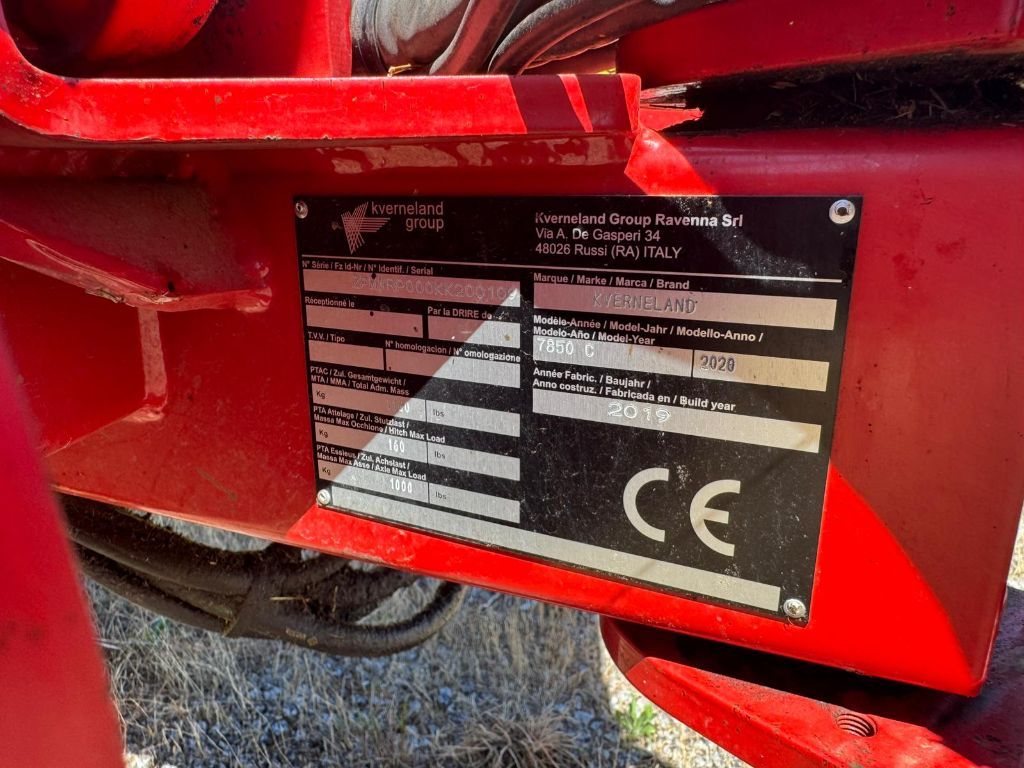 kverneland
group
Kverneland Group Ravenna Srl
Via A. De Gasperi 34
48026 Russi (RA) ITALY
N° Série / Fz Id-Nr / N° Identif. / Serial
Marque / Marke / Marca / Brand
KVERNELAND
Réceptionné le
Par la DRIRE de
Modèle-Année / Model-Jahr / Modello-Anno /
Modelo-Año / Model-Year
7850 C
2020
T.V.V. / Tipo
N° homologacion / N° omologazione
Année Fabric. / Baujahr /
Anno costruz. / Fabricada en / Build year
2019
PTAC / Zul. Gesamtgewicht /
MTA / MMA / Total Adm. Mass
Kg
lbs
PTA Attelage / Zul. Stutzlast /
Massa Max Occhione / Hitch Max Load
Kg 160
lbs
PTA Essieus / Zul. Achslast /
Massa Max Asse / Axle Max Load
Kg 1000
lbs
CE